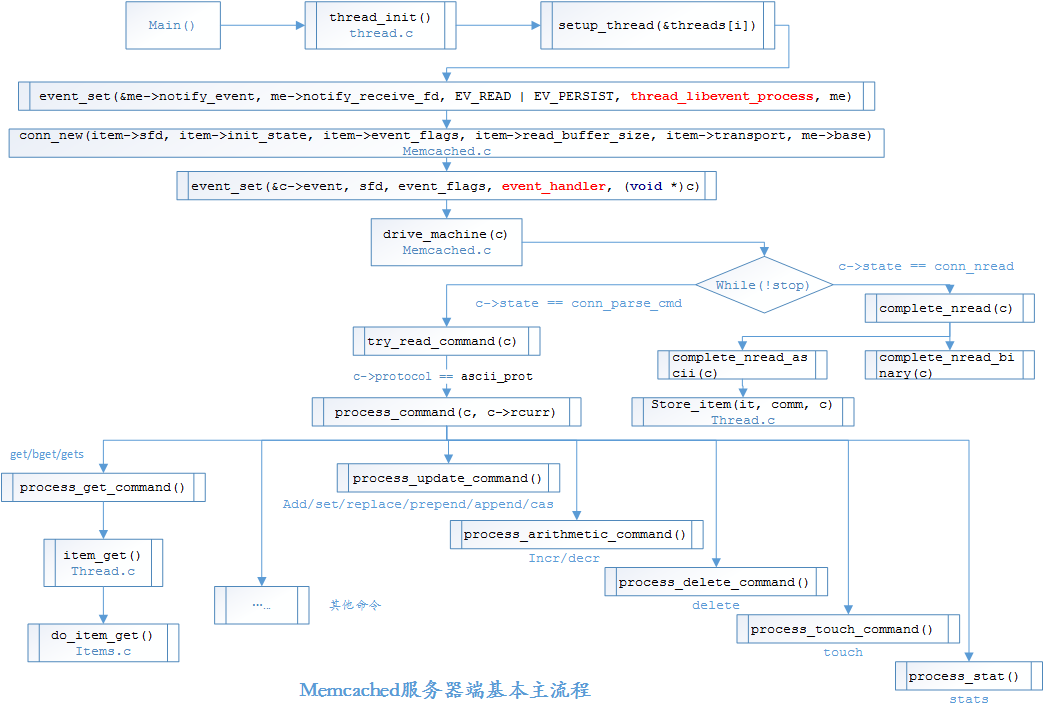 Main()
thread_init()
thread.c
setup_thread(&threads[i])
event_set(&me->notify_event, me->notify_receive_fd, EV_READ | EV_PERSIST, thread_libevent_process, me)
conn_new(item->sfd, item->init_state, item->event_flags, item->read_buffer_size, item->transport, me->base)
Memcached.c
event_set(&c->event, sfd, event_flags, event_handler, (void *)c)
drive_machine(c)
Memcached.c
While(!stop)
c->state == conn_nread
c->state == conn_parse_cmd
complete_nread(c)
try_read_command(c)
complete_nread_as
cii(c)
complete_nread_bi
nary(c)
c->protocol == ascii_prot
process_command(c, c->rcurr)
Store_item(it, comm, c)
Thread.c
get/bget/gets
process_get_command()
process_update_command()
Add/set/replace/prepend/append/cas
process_arithmetic_command()
Incr/decr
item_get()
Thread.c
process_delete_command()
delete
……
其他命令
process_touch_command()
touch
do_item_get()
Items.c
process_stat()
stats
Memcached服务器端基本主流程